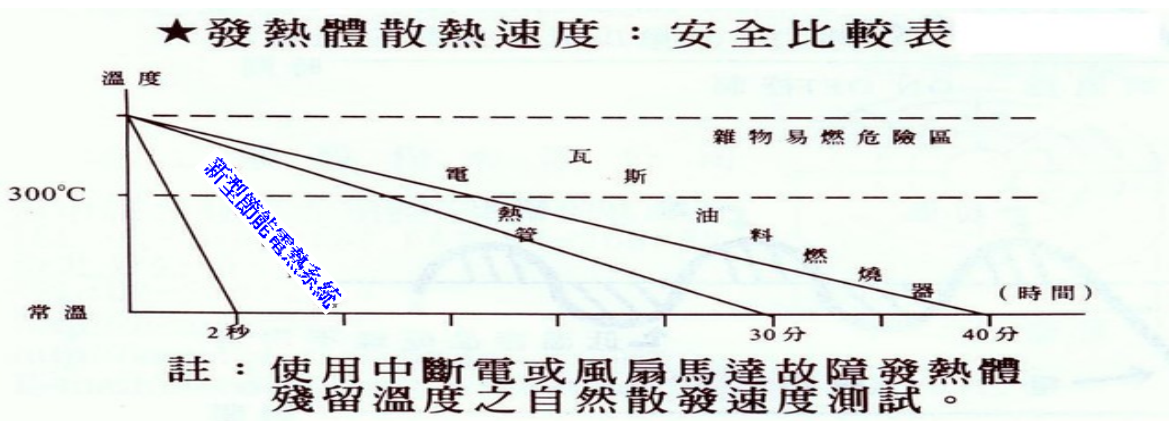 ★發熱體散熱速度：安全比較表
溫度
雜物易燃危險區
瓦斯油料燃燒器
電熱管
300°C
新型節能電熱系統
常溫
(時間)
2秒
30分
40分
註：使用中斷電或風扇馬達故障發熱體
殘留溫度之自然散發速度測試。